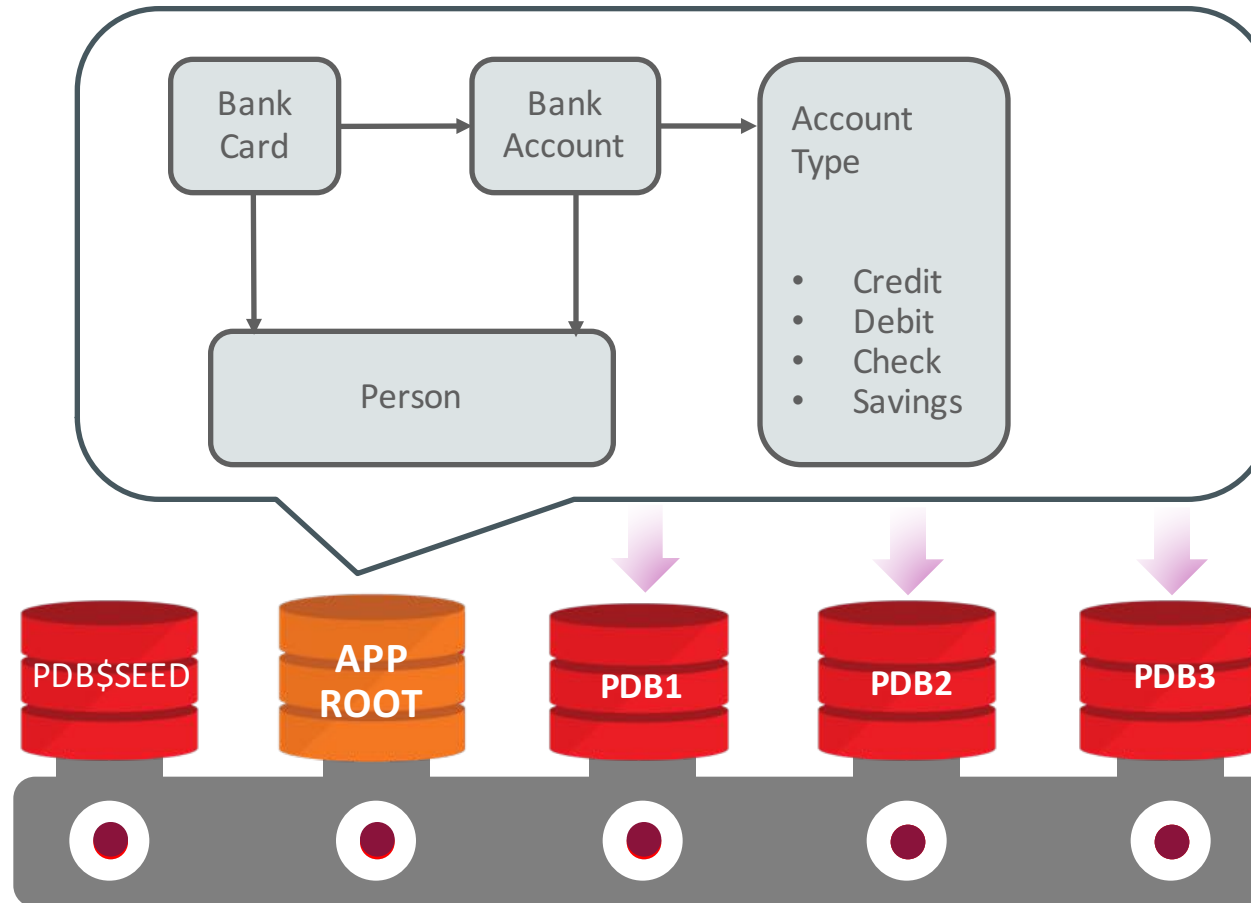 Bank
Card
Bank
Account
Account
Type
• Credit
• Debit
• Check
• Savings
Person
PDB$SEED
APP
ROOT
PDB1
PDB2
PDB3